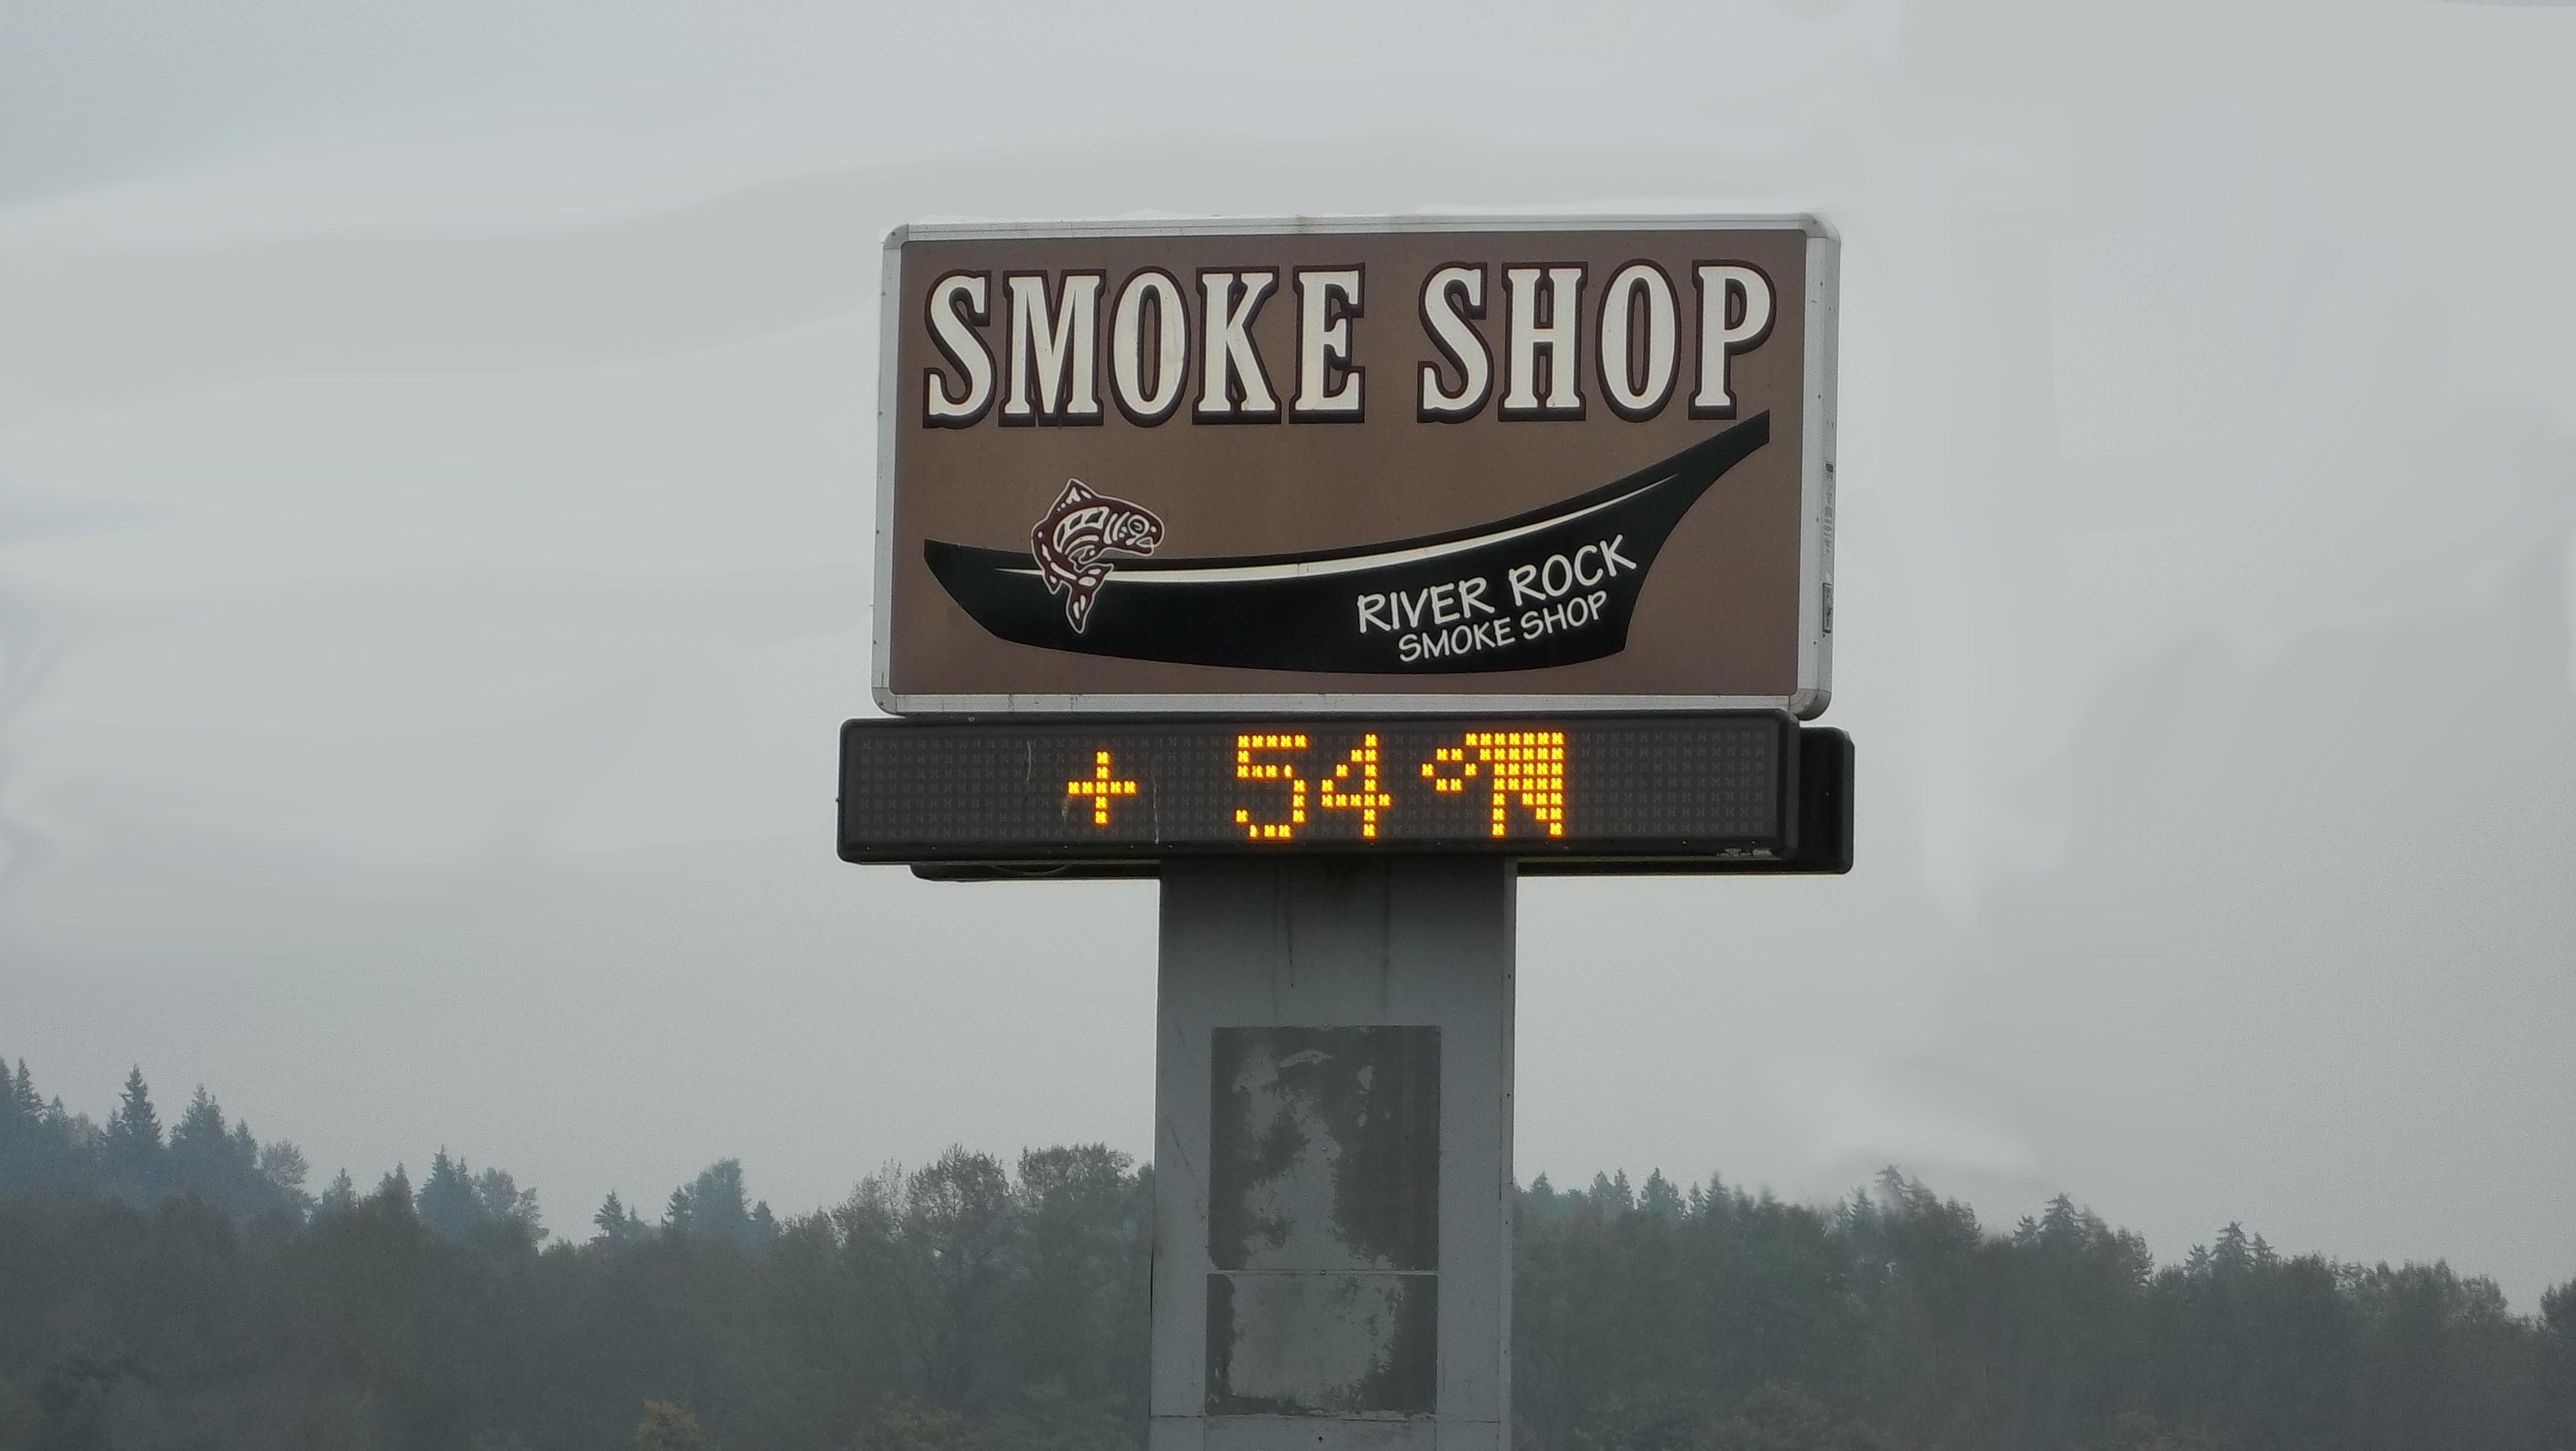 SMOKE SHOP
RIVER ROCK
SMOKE SHOP
+ 54°